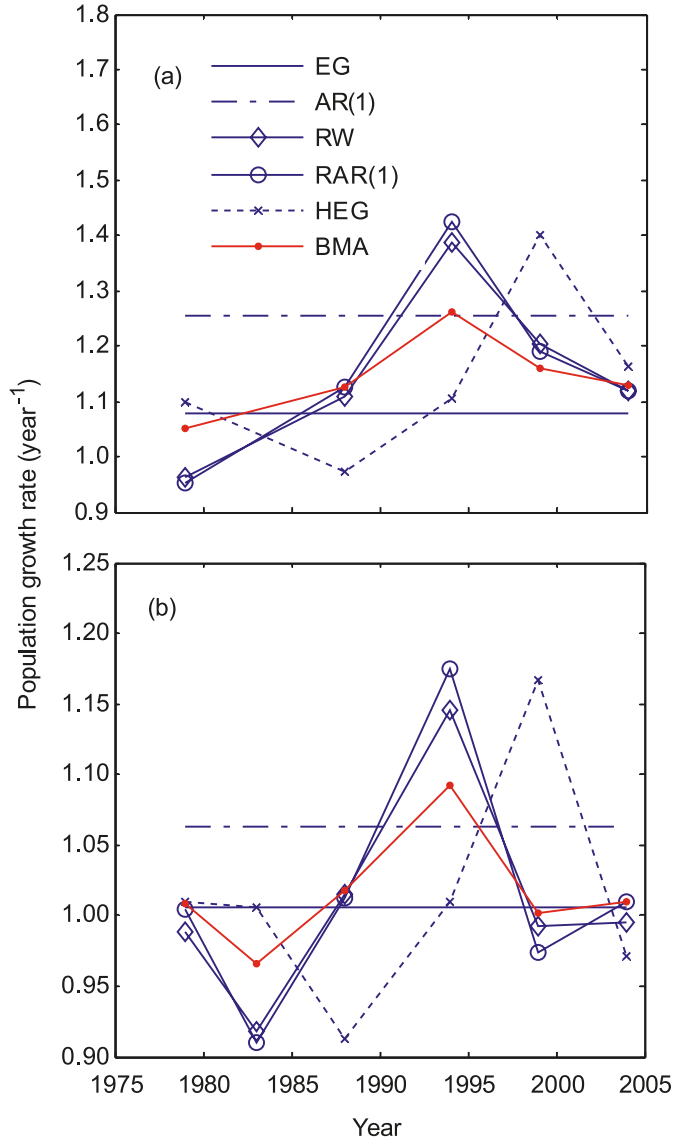 1.8
1.7
1.6
1.5
1.4
1.3
1.2
1.1
1.0
0.9
(a)
EG
AR(1)
RW
RAR(1)
HEG
BMA
Population growth rate (year⁻¹)
1.25
1.20
1.15
1.10
1.05
1.00
0.95
0.90
(b)
1975 1980 1985 1990 1995 2000 2005
Year